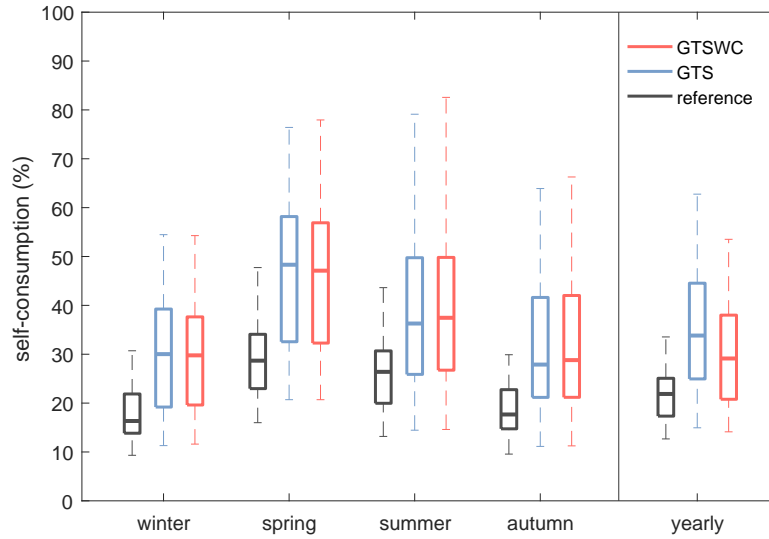 100
90
80
70
60
50
40
30
20
10
0
self-consumption (%)
GTSWC
GTS
reference
winter spring summer autumn yearly